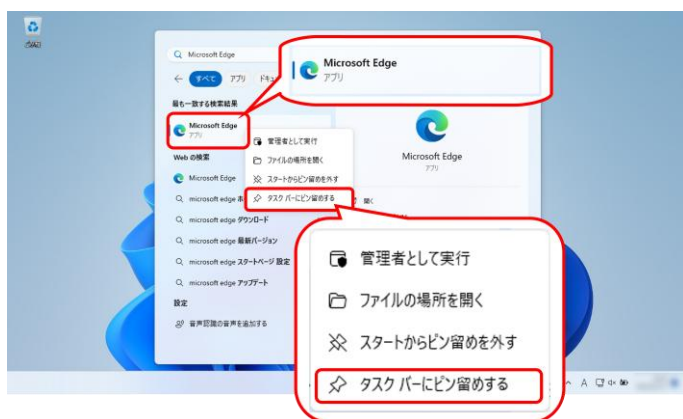 ごみ箱
Microsoft Edge
すべて アプリ
最も一致する検索結果
Microsoft Edge
アプリ
Web の検索
Microsoft Edge
microsoft edge
microsoft edge ダウンロード
microsoft edge 最新バージョン
microsoft edge スタートページ 設定
microsoft edge アップデート
設定
音声認識の音声を追加する
管理者として実行
ファイルの場所を開く
スタートからピン留めを外す
タスク バーにピン留めする
Microsoft Edge
アプリ
Microsoft Edge
アプリ
開く
管理者として実行
ファイルの場所を開く
スタートからピン留めを外す
タスク バーにピン留めする
A